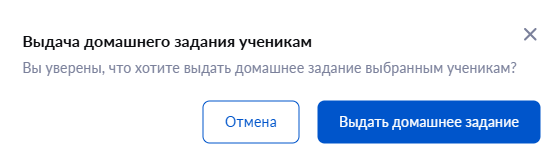 Выдача домашнего задания ученикам
Вы уверены, что хотите выдать домашнее задание выбранным ученикам?
Отмена
Выдать домашнее задание